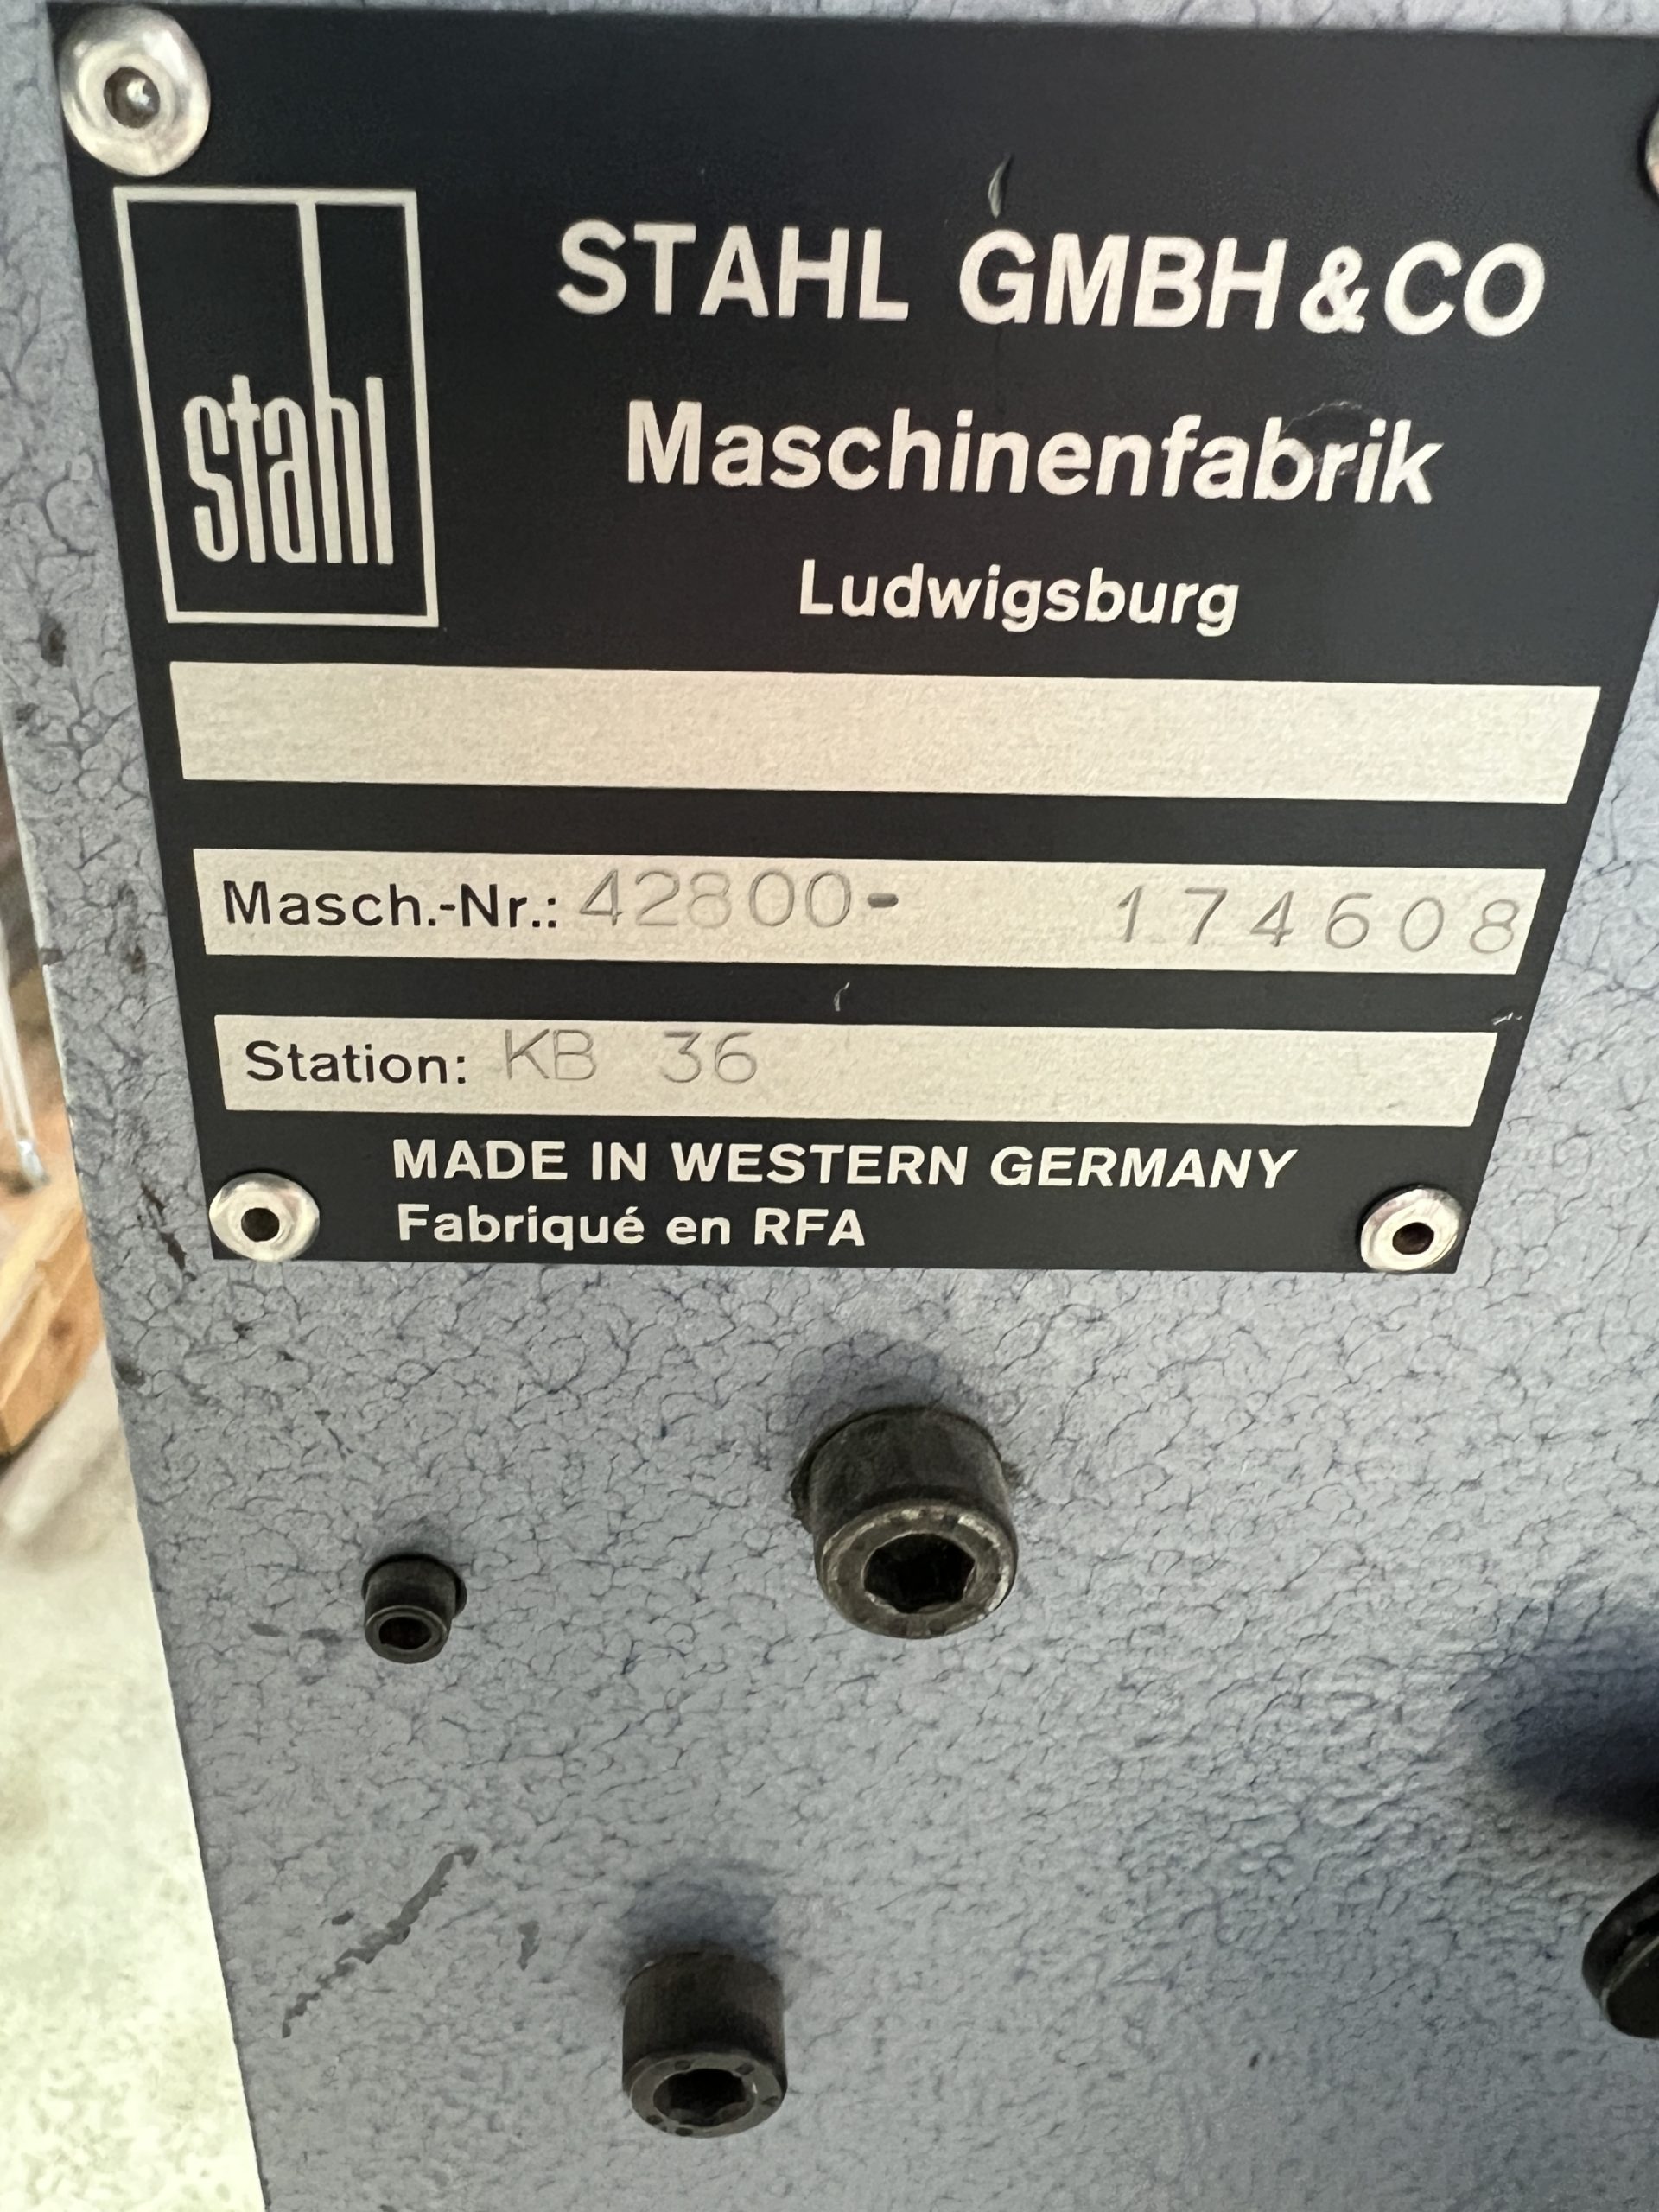 stahl
STAHL GMBH & CO
Maschinenfabrik
Ludwigsburg
Masch.-Nr.: 42800- 174608
Station: KB 36
MADE IN WESTERN GERMANY
Fabriqué en RFA